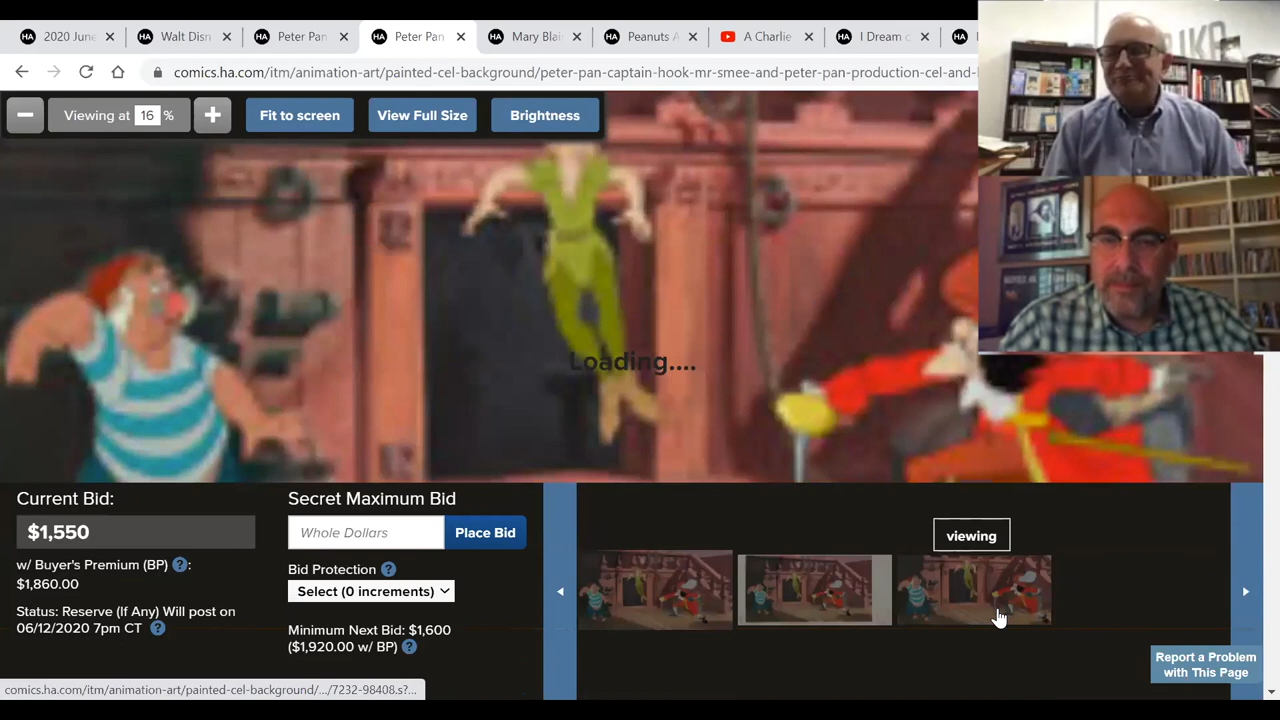 2020 June
Walt Disn
Peter Pan
Peter Pan
Mary Blai
Peanuts A
A Charlie
I Dream o
comics.ha.com/itm/animation-art/painted-cel-background/peter-pan-captain-hook-mr-smee-and-peter-pan-production-cel-and-
Viewing at 16 %
Fit to screen
View Full Size
Brightness
Loading....
Current Bid:
$1,550
w/ Buyer's Premium (BP) ?:
$1,860.00
Status: Reserve (If Any) Will post on
06/12/2020 7pm CT ?
Secret Maximum Bid
Whole Dollars
Place Bid
Bid Protection ?
Select (0 increments)
Minimum Next Bid: $1,600
($1,920.00 w/ BP) ?
viewing
Report a Problem
with This Page
comics.ha.com/itm/animation-art/painted-cel-background/.../7232-98408.s?...